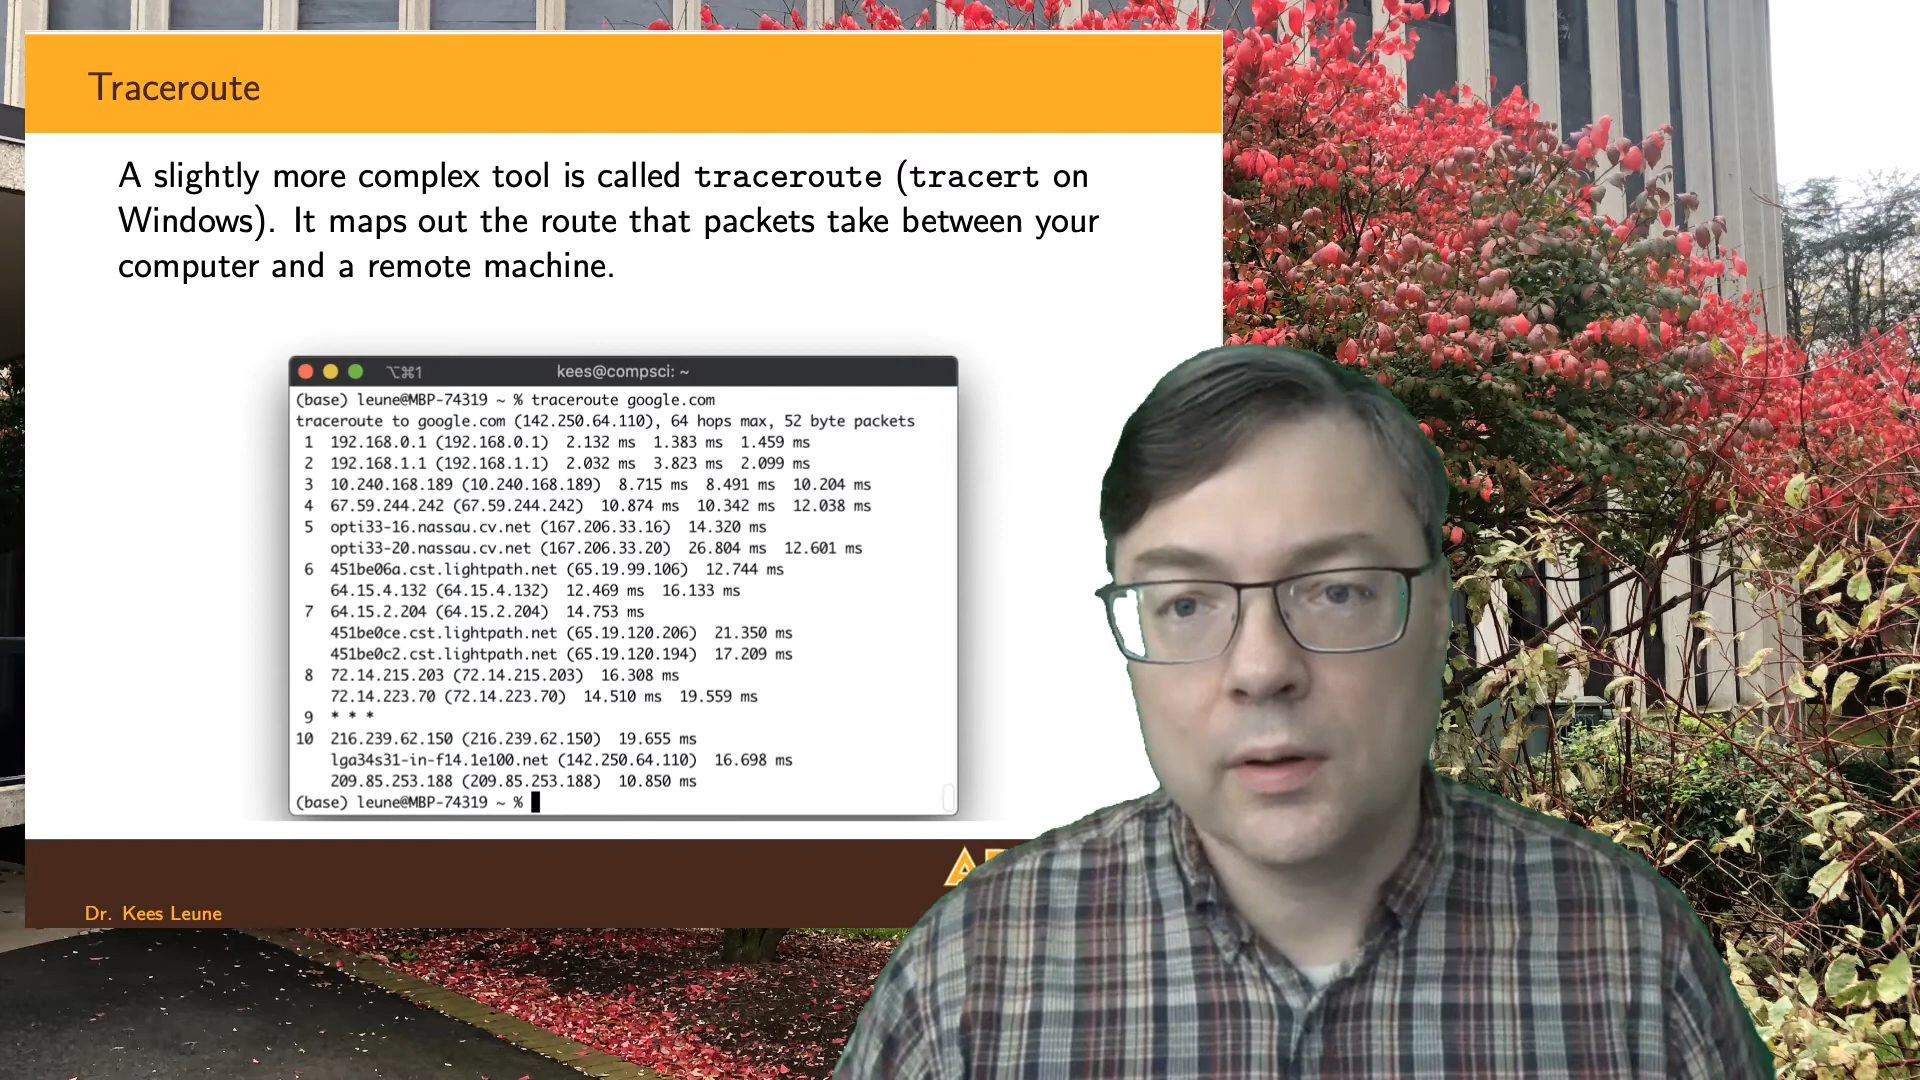 Traceroute
A slightly more complex tool is called traceroute (tracert on
Windows). It maps out the route that packets take between your
computer and a remote machine.
⌥⌘1 kees@compsci: ~
(base) leune@MBP-74319 ~ % traceroute google.com
traceroute to google.com (142.250.64.110), 64 hops max, 52 byte packets
1 192.168.0.1 (192.168.0.1) 2.132 ms 1.383 ms 1.459 ms
2 192.168.1.1 (192.168.1.1) 2.032 ms 3.823 ms 2.099 ms
3 10.240.168.189 (10.240.168.189) 8.715 ms 8.491 ms 10.204 ms
4 67.59.244.242 (67.59.244.242) 10.874 ms 10.342 ms 12.038 ms
5 opti33-16.nassau.cv.net (167.206.33.16) 14.320 ms
opti33-20.nassau.cv.net (167.206.33.20) 26.804 ms 12.601 ms
6 451be06a.cst.lightpath.net (65.19.99.106) 12.744 ms
64.15.4.132 (64.15.4.132) 12.469 ms 16.133 ms
7 64.15.2.204 (64.15.2.204) 14.753 ms
451be0ce.cst.lightpath.net (65.19.120.206) 21.350 ms
451be0c2.cst.lightpath.net (65.19.120.194) 17.209 ms
8 72.14.215.203 (72.14.215.203) 16.308 ms
72.14.223.70 (72.14.223.70) 14.510 ms 19.559 ms
9 * * *
10 216.239.62.150 (216.239.62.150) 19.655 ms
lga34s31-in-f14.1e100.net (142.250.64.110) 16.698 ms
209.85.253.188 (209.85.253.188) 10.850 ms
(base) leune@MBP-74319 ~ %
Dr. Kees Leune